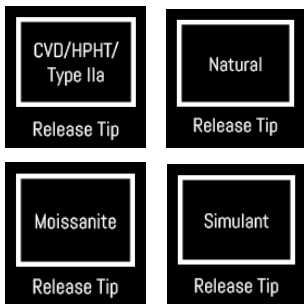 CVD/HPHT/
Type IIa
Release Tip
Natural
Release Tip
Moissanite
Release Tip
Simulant
Release Tip